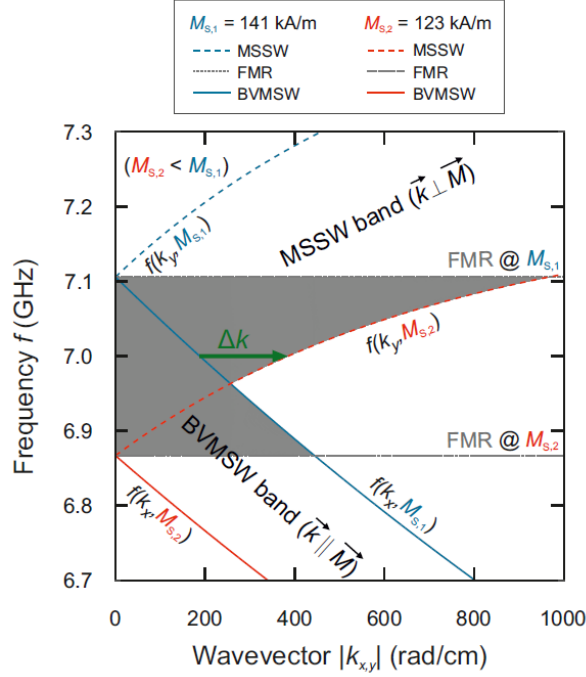 M_S,1 = 141 kA/m
MSSW
FMR
BVMSW
M_S,2 = 123 kA/m
MSSW
FMR
BVMSW
7.3
7.2
7.1
7.0
6.9
6.8
6.7
Frequency f (GHz)
(M_S,2 < M_S,1)
f(k_y, M_S,1)
MSSW band (k⊥M)
FMR @ M_S,1
Δk
f(k_y, M_S,2)
FMR @ M_S,2
BVMSW band (k || M)
f(k_x, M_S,1)
f(k_x, M_S,2)
0
200
400
600
800
1000
Wavevector |k_x,y| (rad/cm)